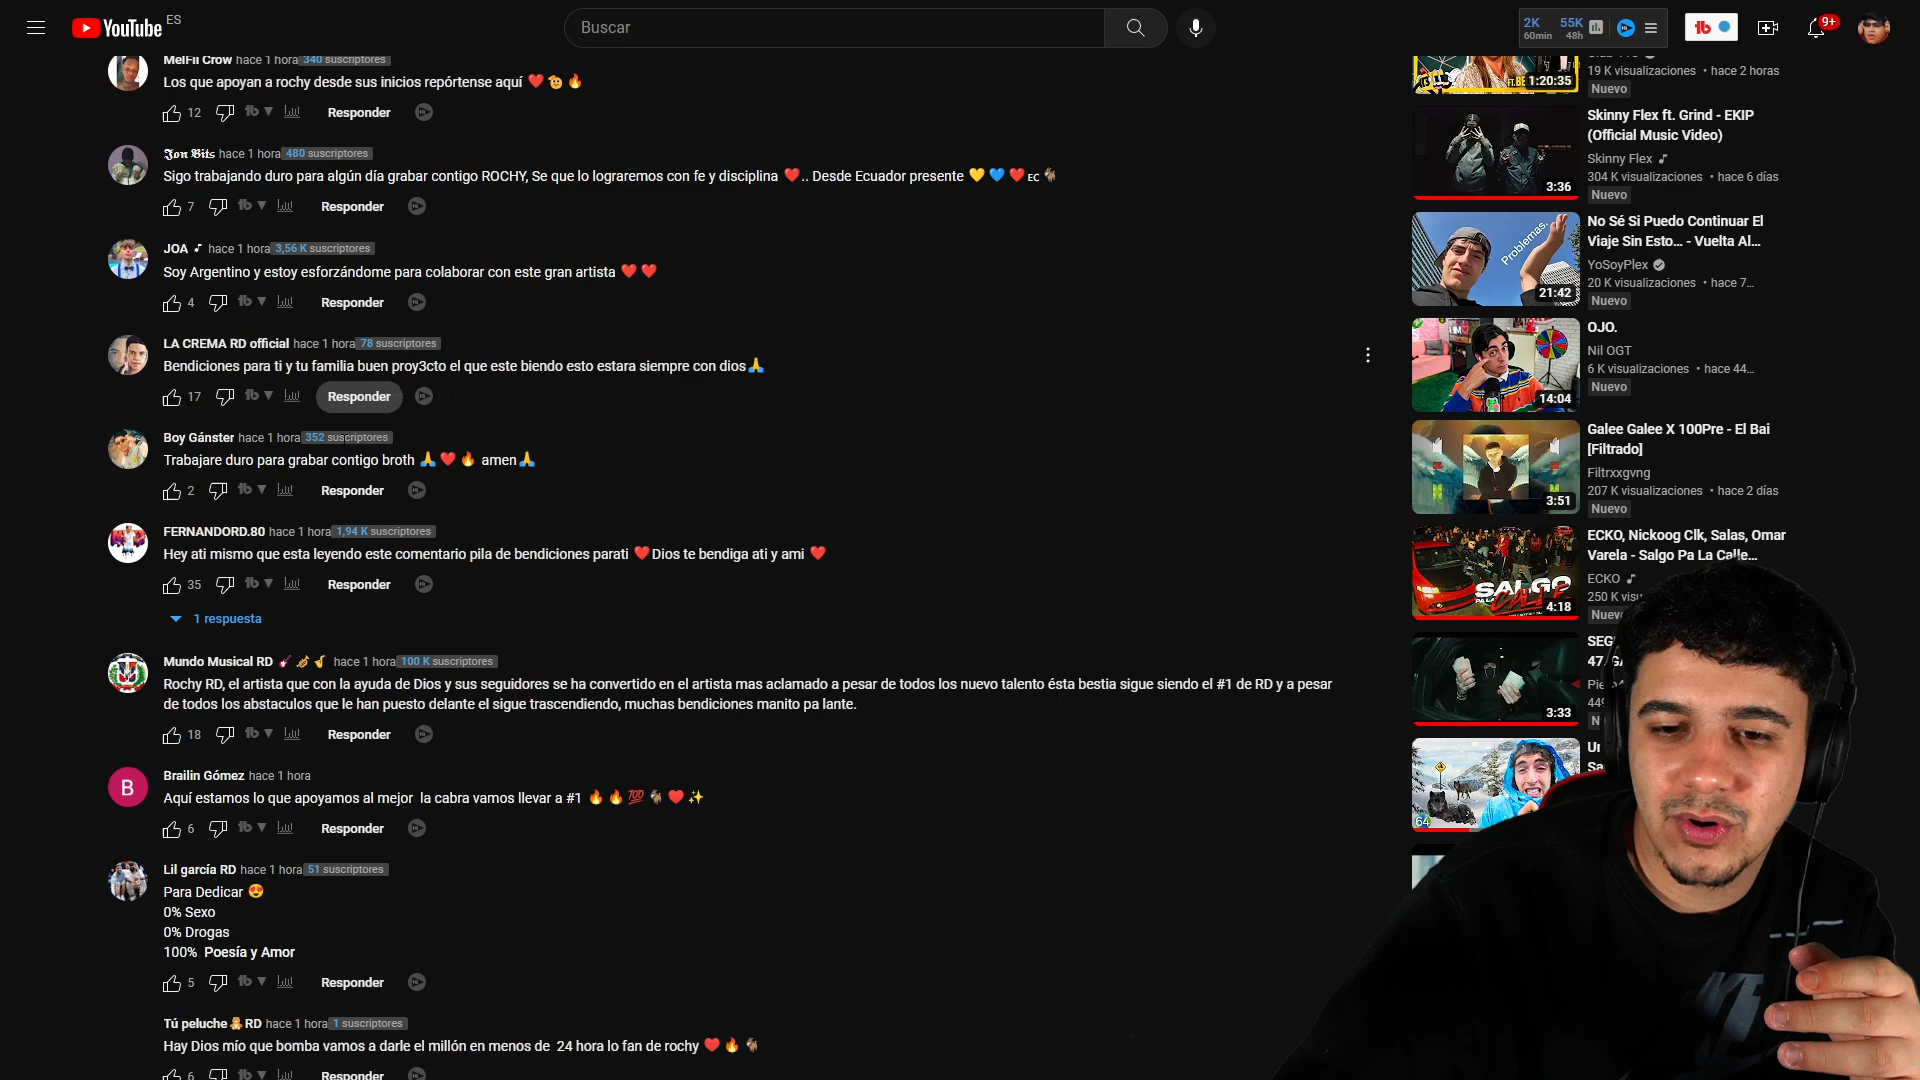 YouTube ES
Buscar
2K 60min
55K 48h
9+
MelFii Crow hace 1 hora 340 suscriptores
Los que apoyan a rochy desde sus inicios repórtense aquí ❤️🫡🔥
12 Responder
𝕵𝖔𝖓 𝕭𝖎𝖙𝖘 hace 1 hora 480 suscriptores
Sigo trabajando duro para algún día grabar contigo ROCHY, Se que lo lograremos con fe y disciplina ❤️.. Desde Ecuador presente 💛💙❤️🇪🇨🐐
7 Responder
JOA hace 1 hora 3,56 K suscriptores
Soy Argentino y estoy esforzándome para colaborar con este gran artista ❤️❤️
4 Responder
LA CREMA RD official hace 1 hora 78 suscriptores
Bendiciones para ti y tu familia buen proy3cto el que este biendo esto estara siempre con dios🙏
17 Responder
Boy Gánster hace 1 hora 352 suscriptores
Trabajare duro para grabar contigo broth 🙏❤️🔥 amen🙏
2 Responder
FERNANDORD.80 hace 1 hora 1,94 K suscriptores
Hey ati mismo que esta leyendo este comentario pila de bendiciones parati ❤️Dios te bendiga ati y ami ❤️
35 Responder
1 respuesta
Mundo Musical RD 🎸🎺🎷 hace 1 hora 100 K suscriptores
Rochy RD, el artista que con la ayuda de Dios y sus seguidores se ha convertido en el artista mas aclamado a pesar de todos los nuevo talento ésta bestia sigue siendo el #1 de RD y a pesar
de todos los abstaculos que le han puesto delante el sigue trascendiendo, muchas bendiciones manito pa lante.
18 Responder
B
Brailin Gómez hace 1 hora
Aquí estamos lo que apoyamos al mejor la cabra vamos llevar a #1 🔥🔥💯🐐❤️✨
6 Responder
Lil garcía RD hace 1 hora 51 suscriptores
Para Dedicar 😍
0% Sexo
0% Drogas
100% Poesía y Amor
5 Responder
Tú peluche🧸RD hace 1 hora 1 suscriptores
Hay Dios mío que bomba vamos a darle el millón en menos de 24 hora lo fan de rochy ❤️🔥🐐
6 Responder
FT.BE
1:20:35
19 K visualizaciones • hace 2 horas
Nuevo
3:36
Skinny Flex ft. Grind - EKIP
(Official Music Video)
Skinny Flex
304 K visualizaciones • hace 6 días
Nuevo
Problemas.
21:42
No Sé Si Puedo Continuar El
Viaje Sin Esto... - Vuelta Al...
YoSoyPlex
20 K visualizaciones • hace 7...
Nuevo
14:04
OJO.
Nil OGT
6 K visualizaciones • hace 44...
Nuevo
3:51
Galee Galee X 100Pre - El Bai
[Filtrado]
Filtrxxgvng
207 K visualizaciones • hace 2 días
Nuevo
SALGO
PA LA CALLE
4:18
ECKO, Nickoog Clk, Salas, Omar
Varela - Salgo Pa La Calle...
ECKO
250 K visu
Nuevo
3:33
SEG
47
449
N
64
Un
Sa